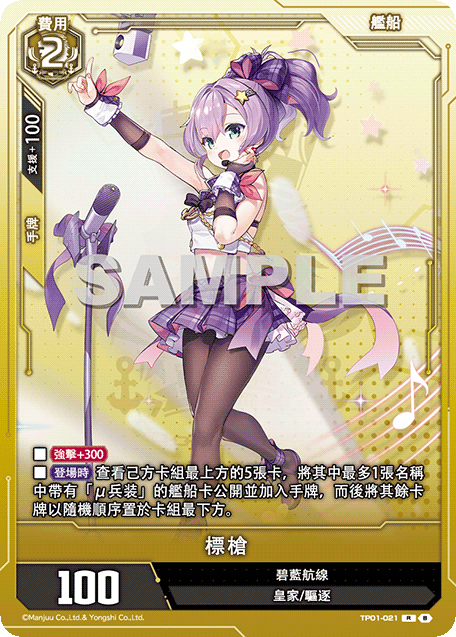 費用
2
艦船
支援+100
手牌
SAMPLE
強擊+300
登場時 查看己方卡組最上方的5張卡，將其中最多1張名稱
中帶有「μ兵装」的艦船卡公開並加入手牌，而後將其餘卡
牌以隨機順序置於卡組最下方。
標槍
100
碧藍航線
皇家/驅逐
©Manjuu Co.,Ltd.& Yongshi Co.,Ltd.
TP01-021 R B